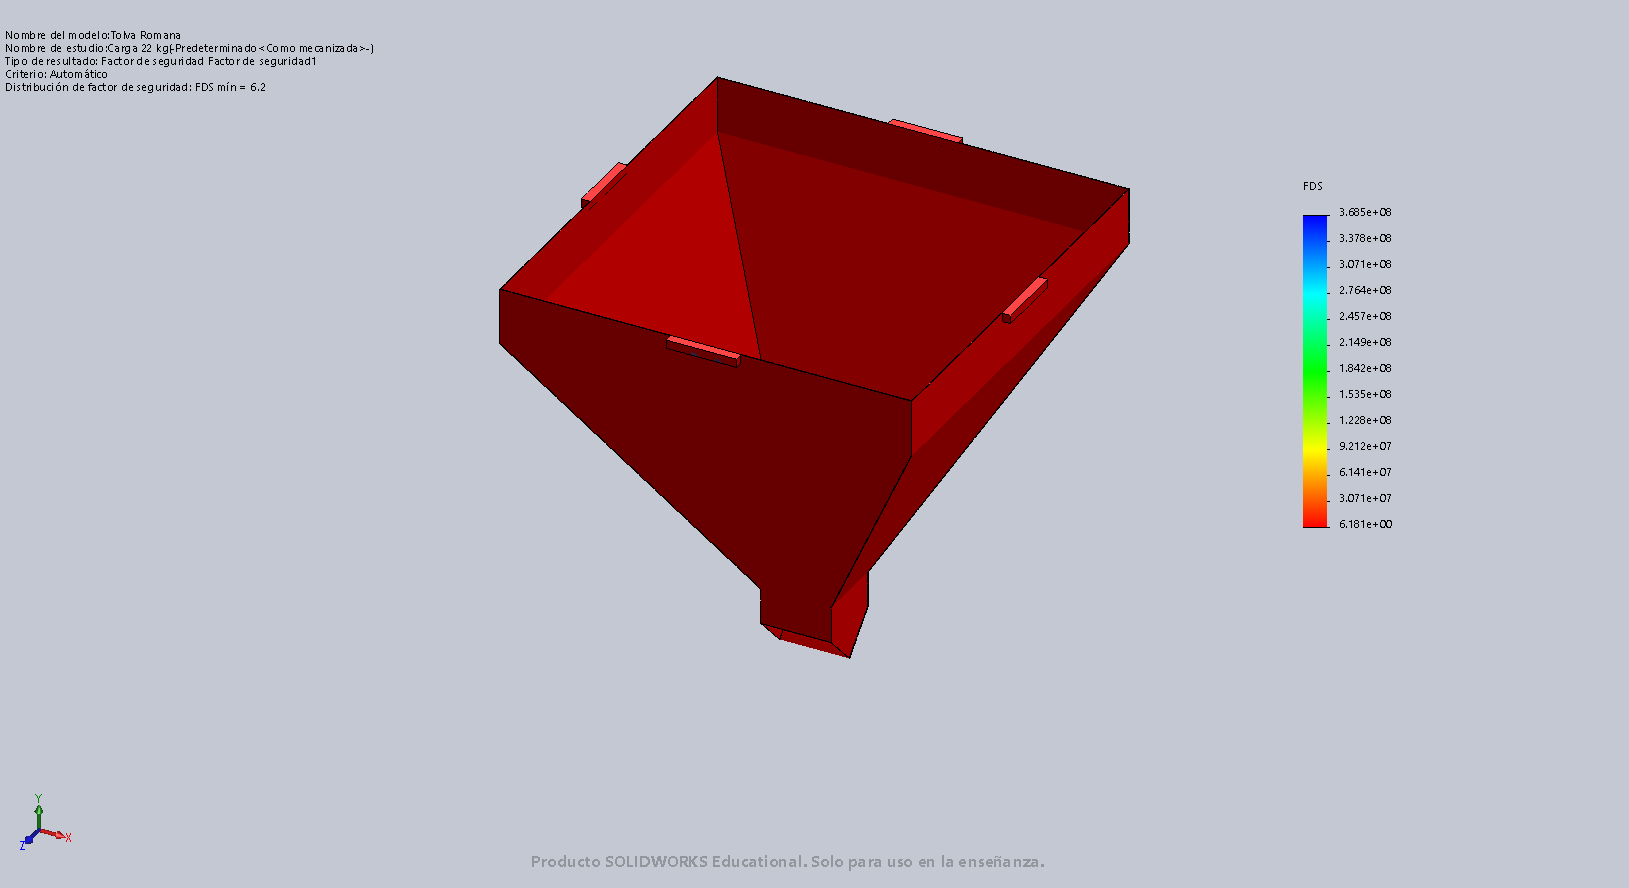 Nombre del modelo:Tolva Romana
Nombre de estudio:Carga 22 kg(-Predeterminado<Como mecanizada>-)
Tipo de resultado: Factor de seguridad Factor de seguridad1
Criterio: Automático
Distribución de factor de seguridad: FDS mín = 6.2
FDS
3.685e+08
3.378e+08
3.071e+08
2.764e+08
2.457e+08
2.149e+08
1.842e+08
1.535e+08
1.228e+08
9.212e+07
6.141e+07
3.071e+07
6.181e+00
Y
X
Z
Producto SOLIDWORKS Educational. Solo para uso en la enseñanza.